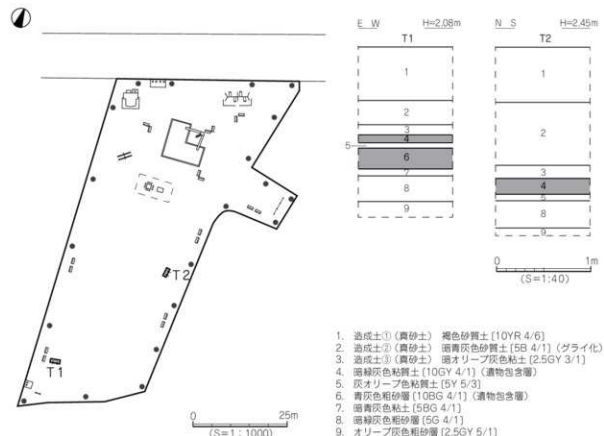 E W H=2.08m
T1
1
2
3
4
5
6
7
8
9
N S H=2.45m
T2
1
2
3
4
5
8
9
0 1m
(S=1:40)
T2
T1
0 25m
(S=1:1000)
1. 造成土①（真砂土） 褐色砂質土 [10YR 4/6]
2. 造成土②（真砂土） 暗青灰色砂質土 [5B 4/1]（グライ化）
3. 造成土③（真砂土） 暗オリーブ灰色粘土 [2.5GY 3/1]
4. 暗緑灰色粘質土 [10GY 4/1]（遺物包含層）
5. 灰オリーブ色粘質土 [5Y 5/3]
6. 青灰色粗砂層 [10BG 4/1]（遺物包含層）
7. 暗青灰色粘土 [5BG 4/1]
8. 暗緑灰色粗砂層 [5G 4/1]
9. オリーブ灰色粗砂層 [2.5GY 5/1]